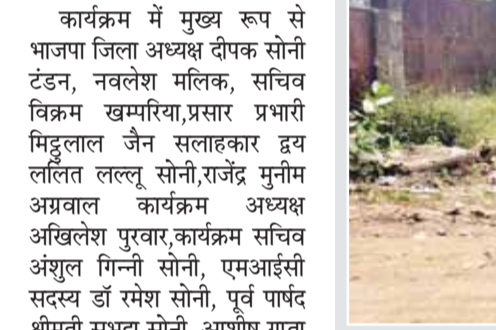 कार्यक्रम में मुख्य रूप से
भाजपा जिला अध्यक्ष दीपक सोनी
टंडन, नवलेश मलिक, सचिव
विक्रम खम्परिया,प्रसार प्रभारी
मिट्ठुलाल जैन सलाहकार द्वय
ललित लल्लू सोनी,राजेंद्र मुनीम
अग्रवाल कार्यक्रम अध्यक्ष
अखिलेश पुरवार,कार्यक्रम सचिव
अंशुल गिन्नी सोनी, एमआईसी
सदस्य डॉ रमेश सोनी, पूर्व पार्षद